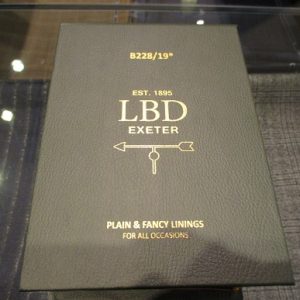 B228/19*
EST. 1895
LBD
EXETER
PLAIN & FANCY LININGS
FOR ALL OCCASIONS